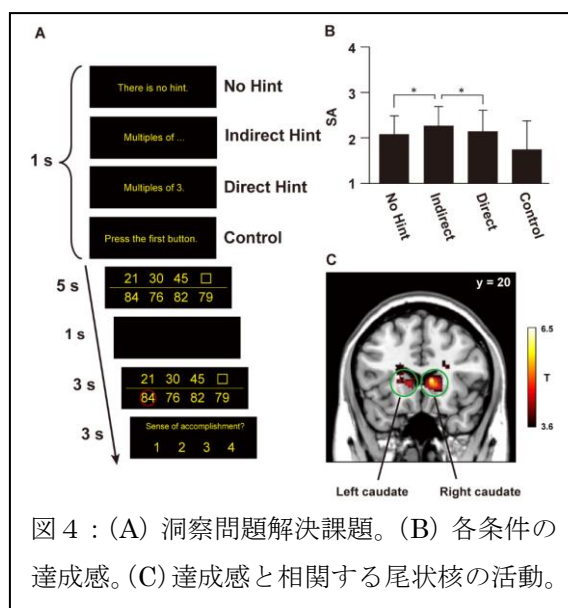 A
There is no hint.
No Hint
Multiples of ...
Indirect Hint
1 s
Multiples of 3.
Direct Hint
Press the first button.
Control
5 s
21 30 45 □
84 76 82 79
1 s
3 s
21 30 45 □
84 76 82 79
3 s
Sense of accomplishment?
1 2 3 4
B
4
3
2
1
SA
* *
No Hint
Indirect
Direct
Control
C
y = 20
6.5
T
3.6
Left caudate Right caudate
図4:(A) 洞察問題解決課題。(B) 各条件の
達成感。(C)達成感と相関する尾状核の活動。